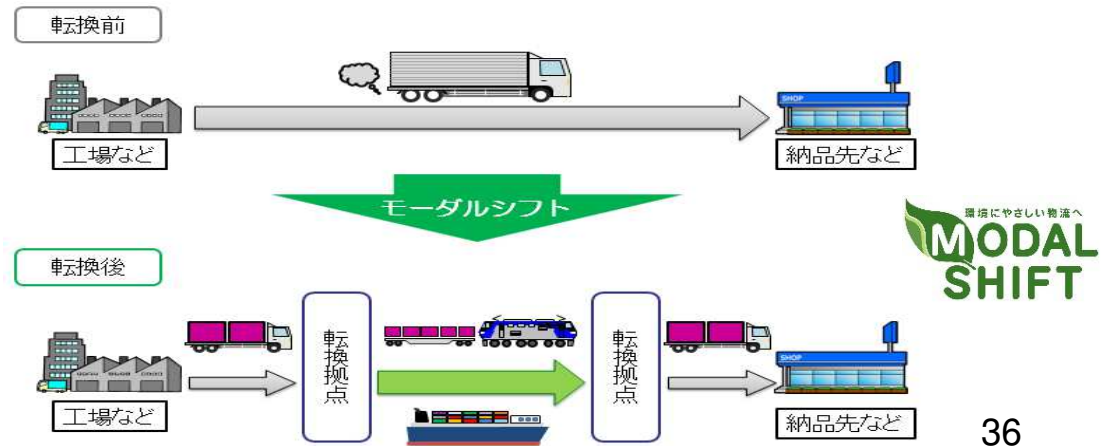 転換前
SHOP
工場など
納品先など
モーダルシフト
環境にやさしい物流へ
MODAL
SHIFT
転換後
転換拠点
転換拠点
SHOP
工場など
納品先など
36